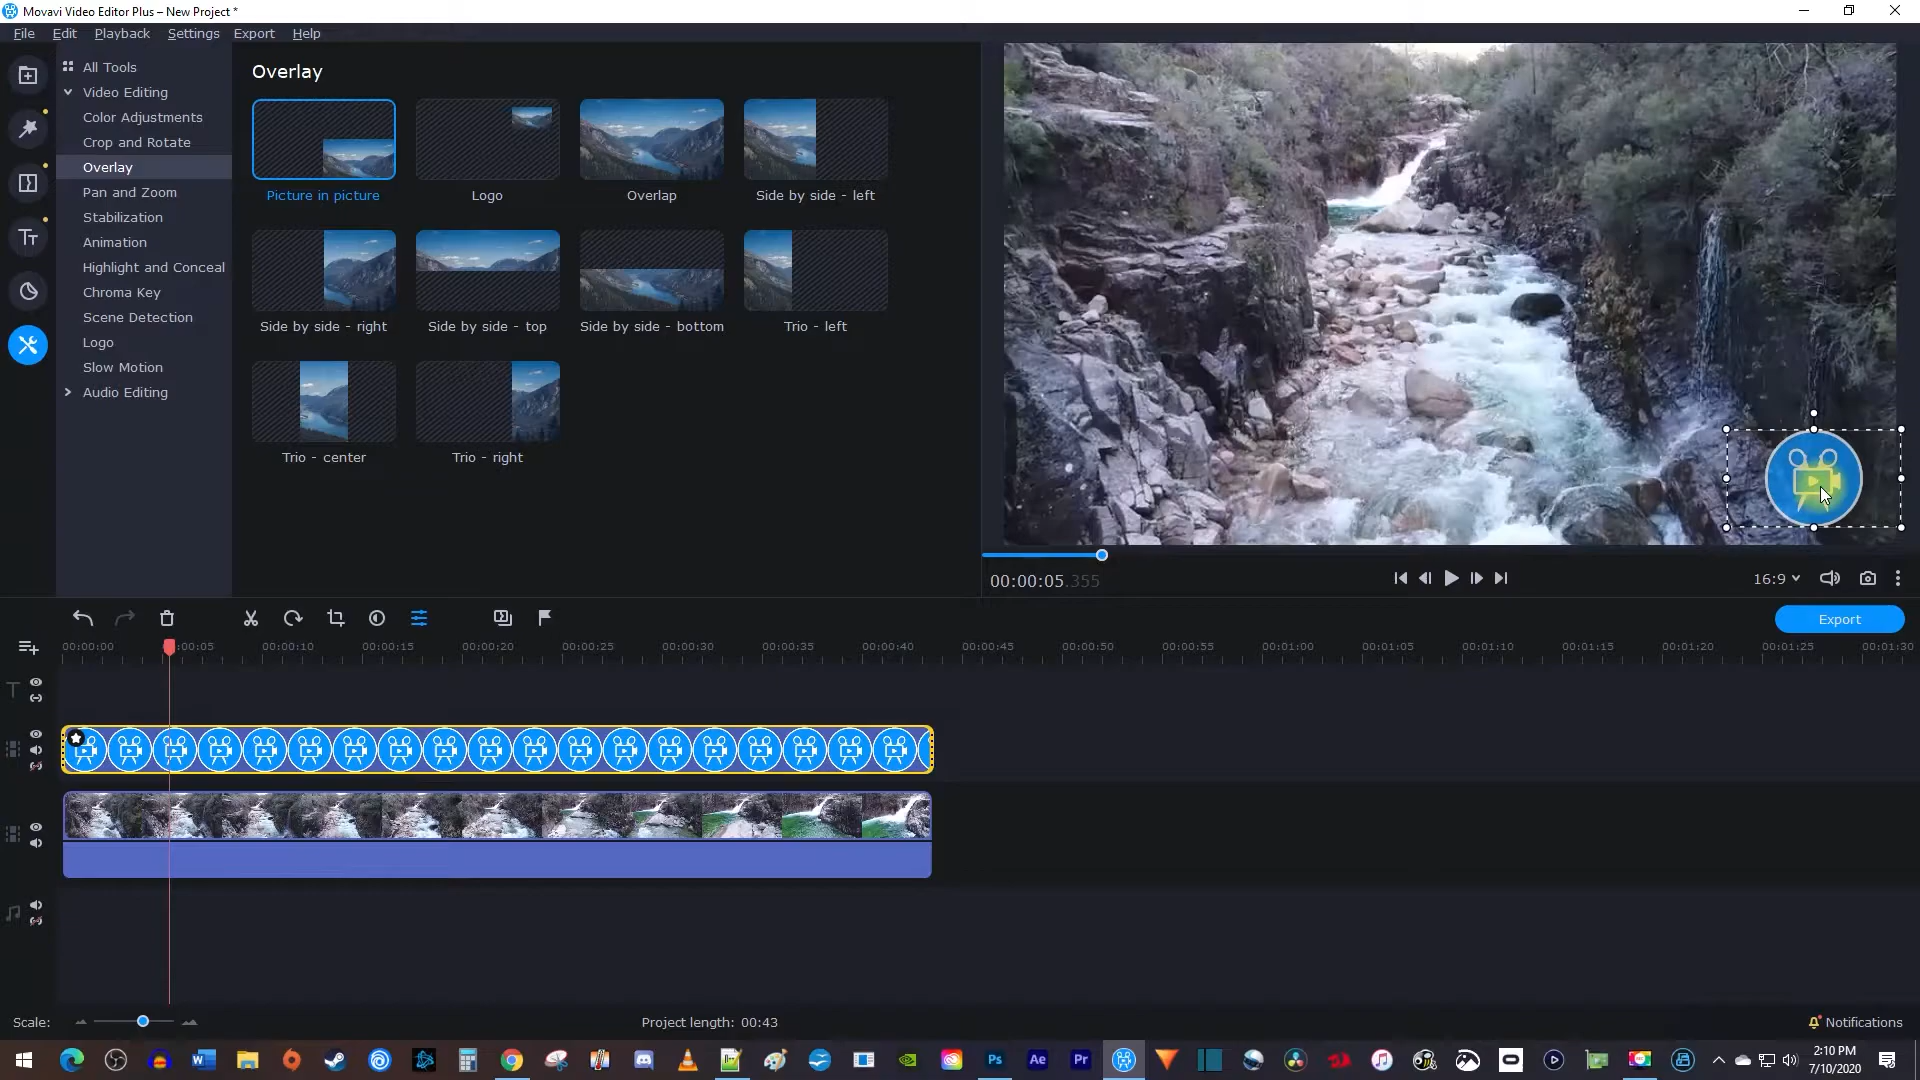 Movavi Video Editor Plus – New Project *
File Edit Playback Settings Export Help
All Tools
Video Editing
Color Adjustments
Crop and Rotate
Overlay
Pan and Zoom
Stabilization
Animation
Highlight and Conceal
Chroma Key
Scene Detection
Logo
Slow Motion
Audio Editing
Overlay
Picture in picture Logo Overlap Side by side - left
Side by side - right Side by side - top Side by side - bottom Trio - left
Trio - center Trio - right
00:00:05.355
16:9
Export
00:00:00 00:00:05 00:00:10 00:00:15 00:00:20 00:00:25 00:00:30 00:00:35 00:00:40 00:00:45 00:00:50 00:00:55 00:01:00 00:01:05 00:01:10 00:01:15 00:01:20 00:01:25 00:01:30
Scale:
Project length: 00:43
Notifications
Ps Ae Pr
2:10 PM
7/10/2020